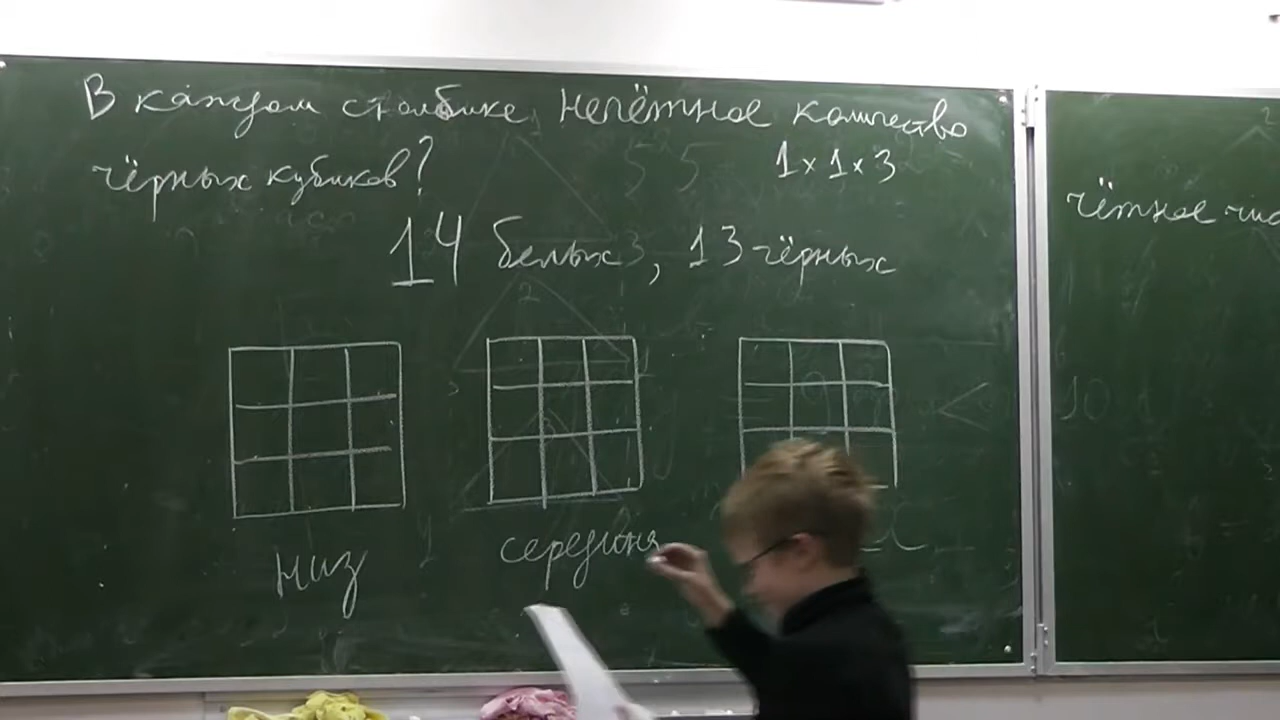 В каждом столбике нечётное количество
чёрных кубиков?
1×1×3
14 белых, 13 чёрных
чётное
низ
середина